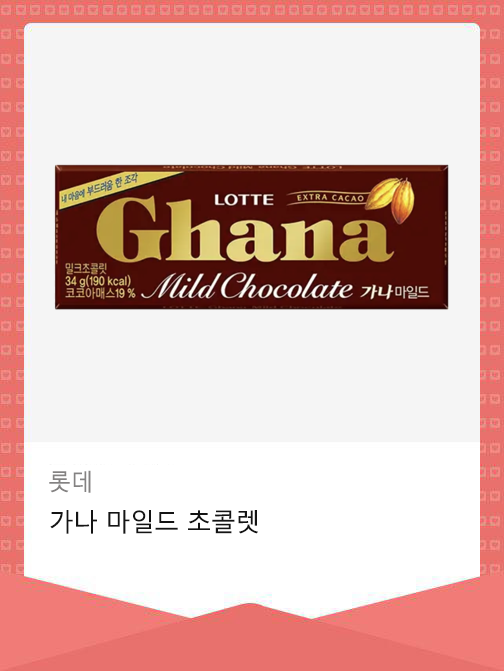 내 마음에 부드러운 한 조각
LOTTE
EXTRA CACAO
Ghana
밀크초콜릿
34 g(190 kcal)
코코아매스19 %
Mild Chocolate 가나마일드
롯데
가나 마일드 초콜렛